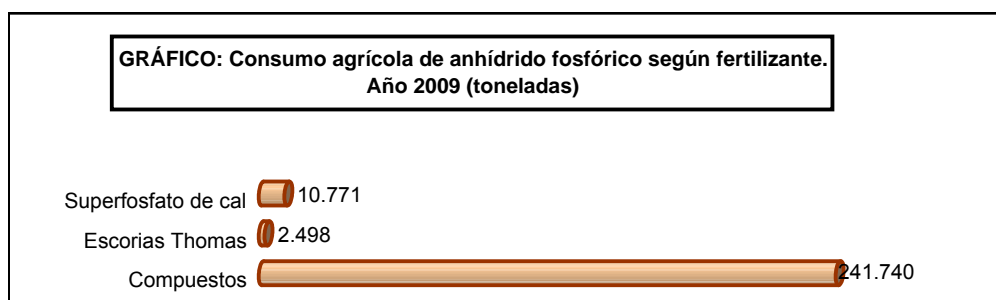 GRÁFICO: Consumo agrícola de anhídrido fosfórico según fertilizante.
Año 2009 (toneladas)
Superfosfato de cal 10.771
Escorias Thomas 2.498
Compuestos 241.740